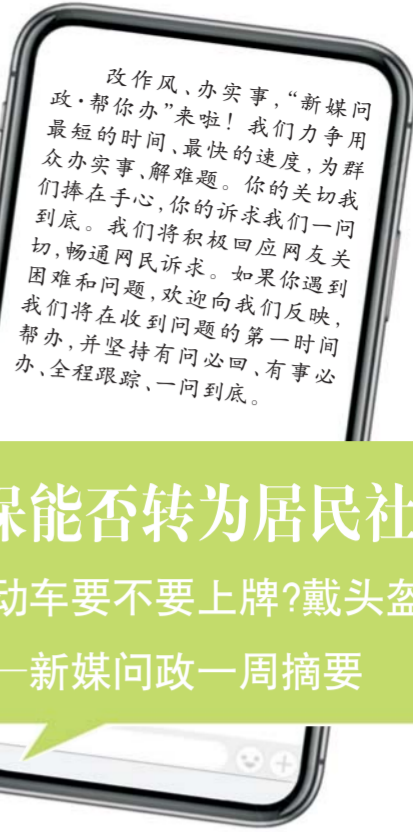 改作风、办实事,“新媒问
政·帮你办”来啦!我们力争用
最短的时间、最快的速度,为群
众办实事、解难题。你的关切我
们捧在手心,你的诉求我们一问
到底。我们将积极回应网友关
切,畅通网民诉求。如果你遇到
困难和问题,欢迎向我们反映,
我们将在收到问题的第一时间
帮办,并坚持有问必回、有事必
办、全程跟踪、一问到底。
保能否转为居民社
动车要不要上牌?戴头盔
—新媒问政一周摘要